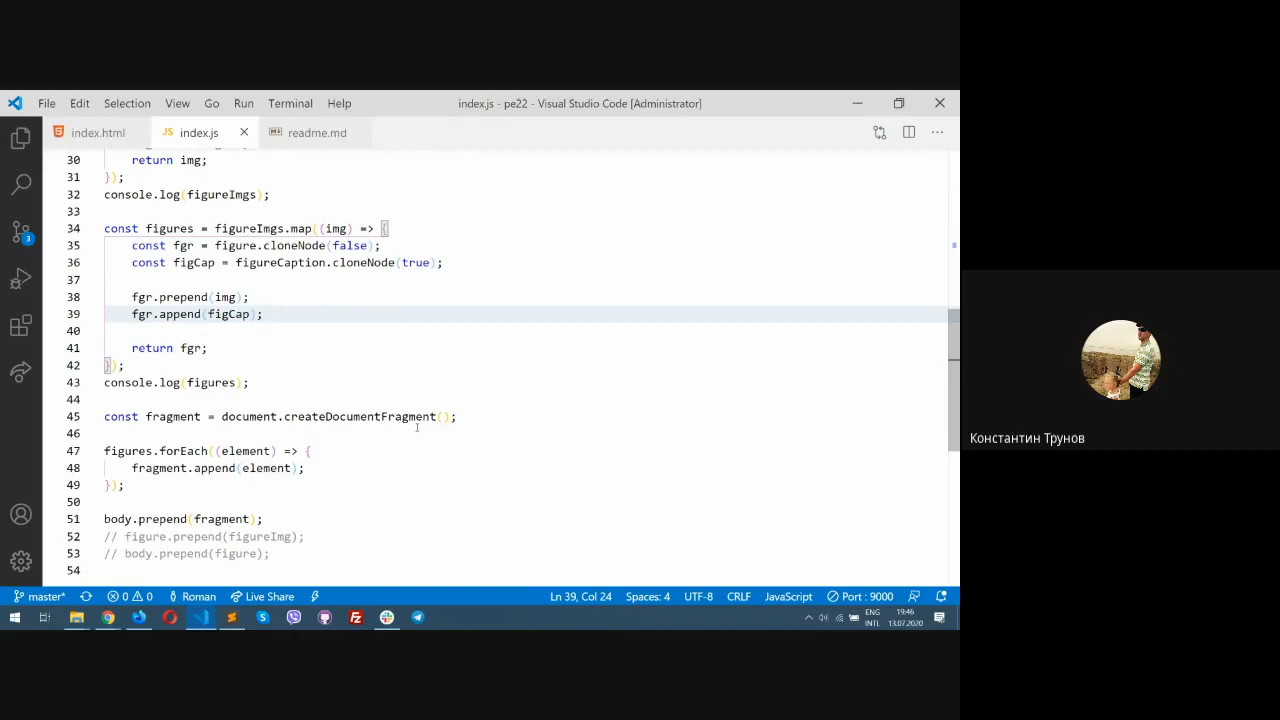 File Edit Selection View Go Run Terminal Help index.js - pe22 - Visual Studio Code [Administrator]
index.html JS index.js readme.md
30 return img;
31 });
32 console.log(figureImgs);
33
34 const figures = figureImgs.map((img) => {
35 const fgr = figure.cloneNode(false);
36 const figCap = figureCaption.cloneNode(true);
37
38 fgr.prepend(img);
39 fgr.append(figCap);
40
41 return fgr;
42 });
43 console.log(figures);
44
45 const fragment = document.createDocumentFragment();
46
47 figures.forEach((element) => {
48 fragment.append(element);
49 });
50
51 body.prepend(fragment);
52 // figure.prepend(figureImg);
53 // body.prepend(figure);
54
3
Константин Трунов
master* 0 0 Roman Live Share Ln 39, Col 24 Spaces: 4 UTF-8 CRLF JavaScript Port : 9000
ENG 19:46
INTL 13.07.2020